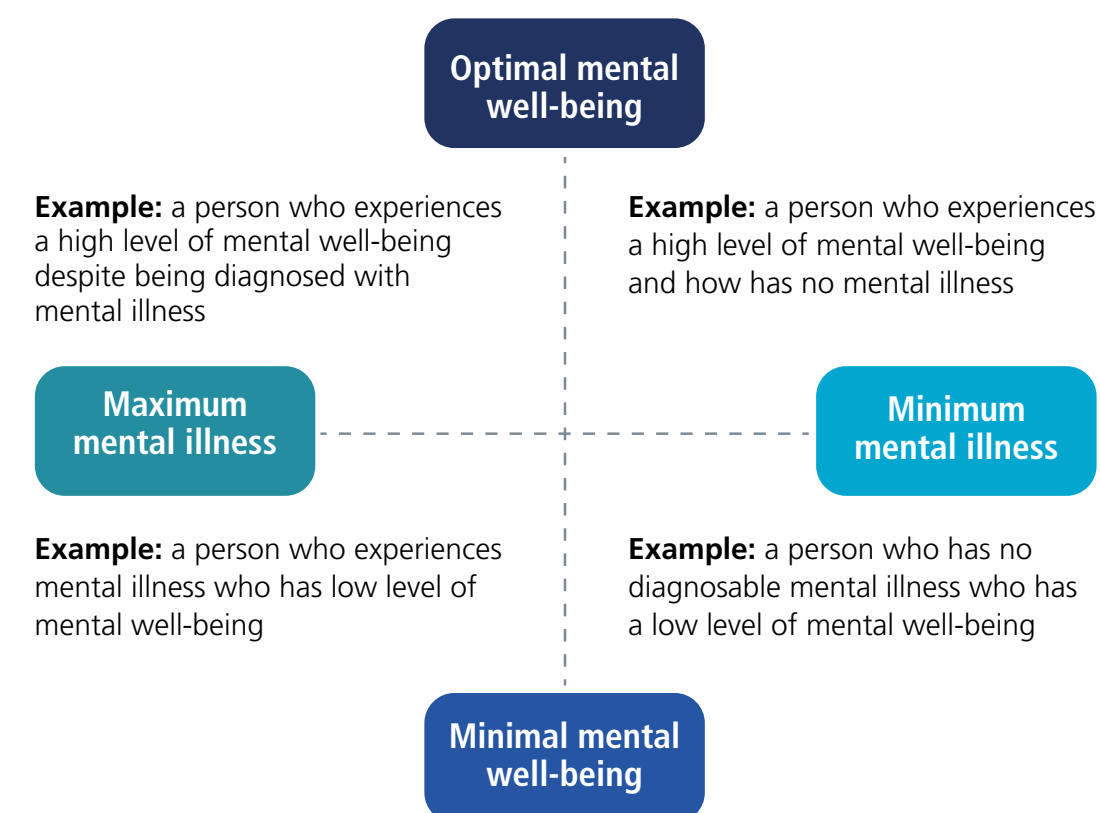 Optimal mental
well-being
Example: a person who experiences
a high level of mental well-being
despite being diagnosed with
mental illness
Example: a person who experiences
a high level of mental well-being
and how has no mental illness
Maximum
mental illness
Minimum
mental illness
Example: a person who experiences
mental illness who has low level of
mental well-being
Example: a person who has no
diagnosable mental illness who has
a low level of mental well-being
Minimal mental
well-being